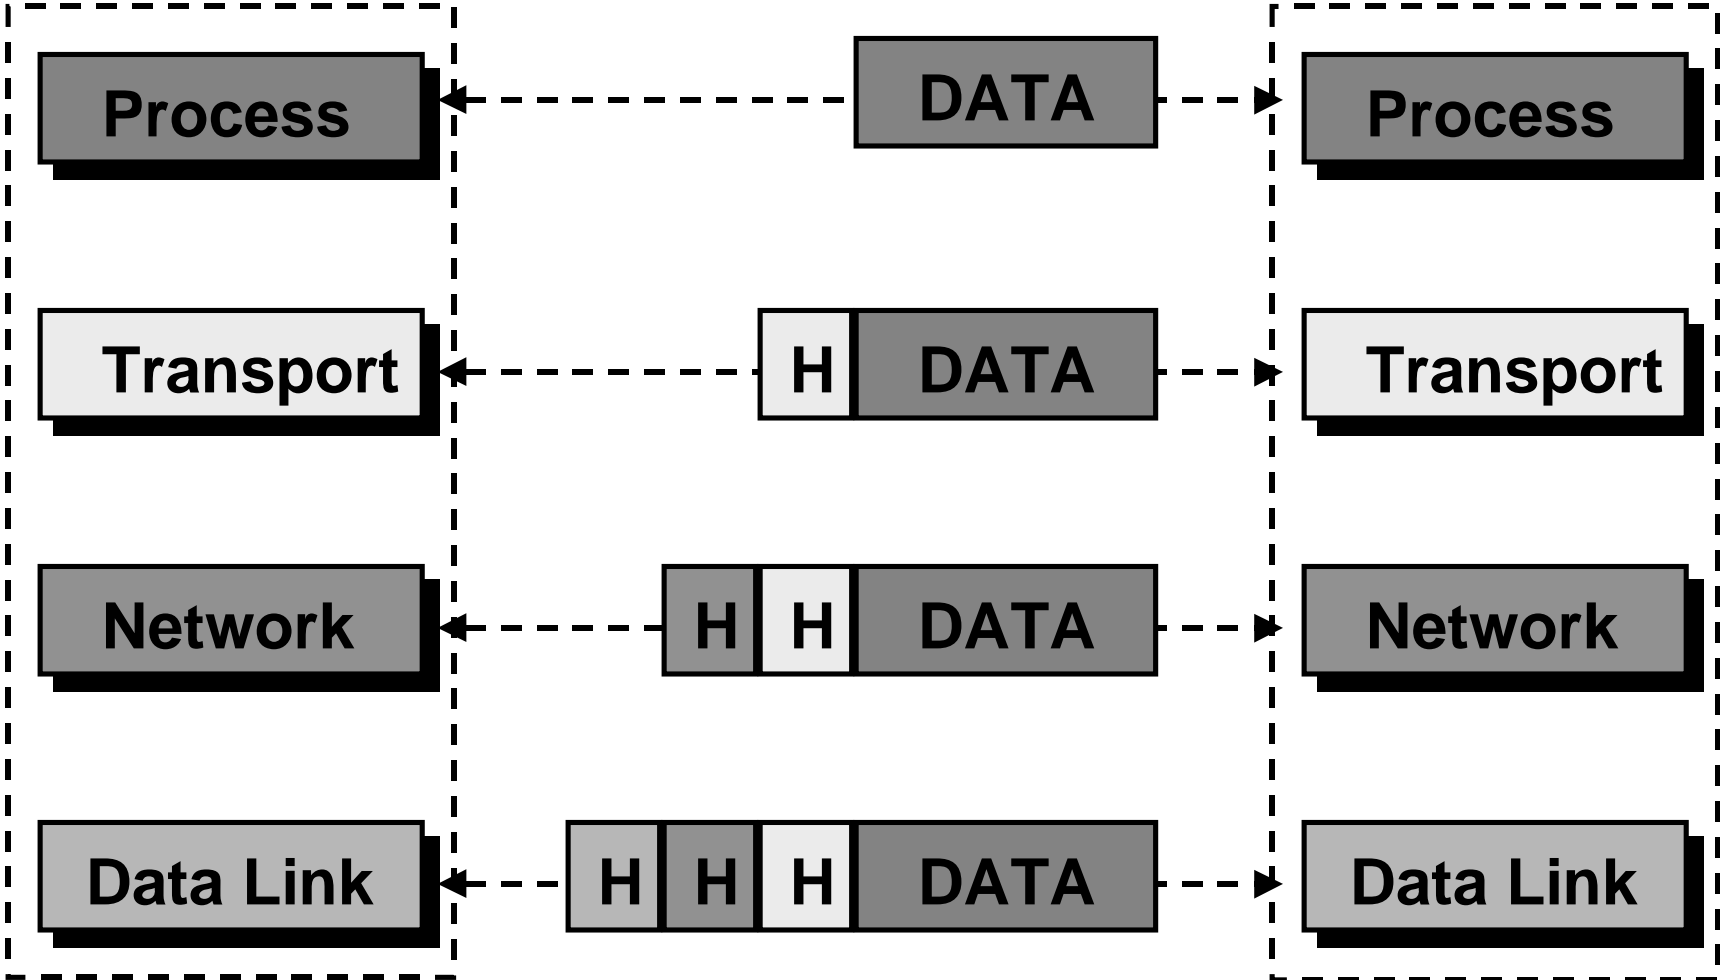 Process DATA Process
Transport H DATA Transport
Network H H DATA Network
Data Link H H H DATA Data Link